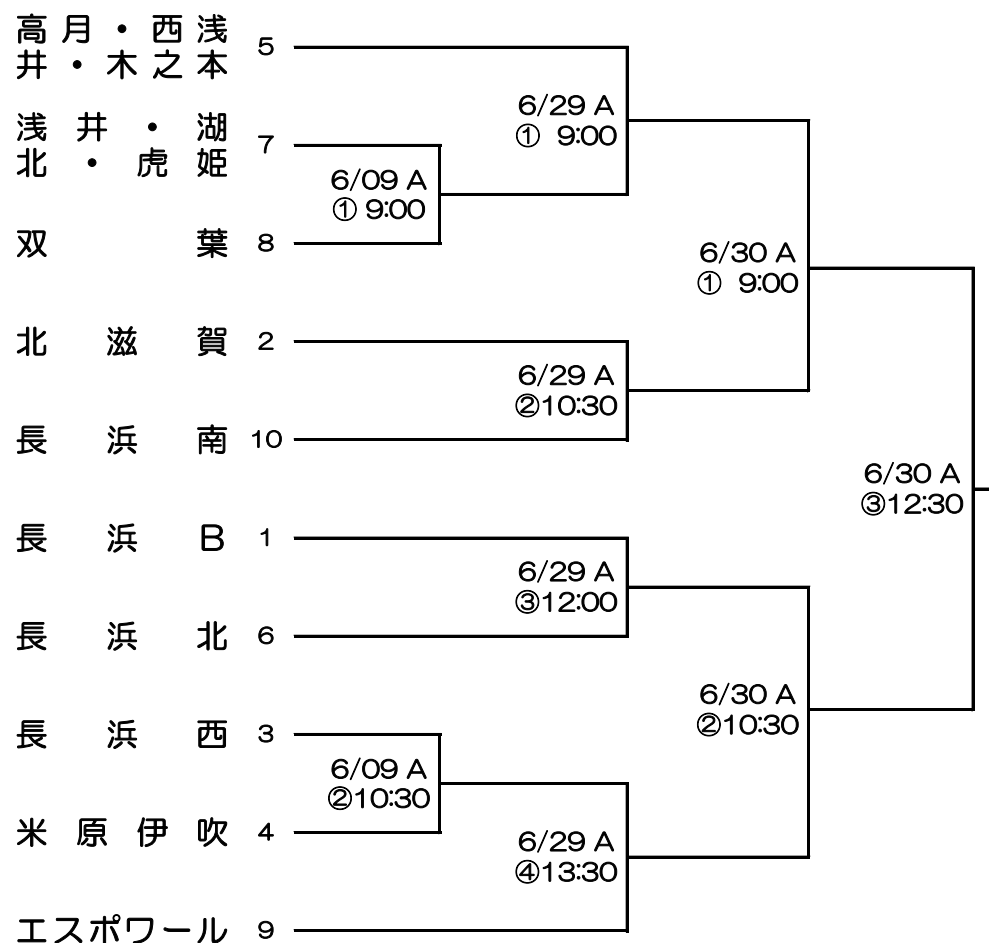 高月・西浅
井・木之本 5
6/29 A
① 9:00
浅井・湖
北・虎姫 7
6/09 A
① 9:00
双葉 8
6/30 A
① 9:00
北滋賀 2
6/29 A
②10:30
長浜南 10
6/30 A
③12:30
長浜B 1
6/29 A
③12:00
長浜北 6
6/30 A
②10:30
長浜西 3
6/09 A
②10:30
米原伊吹 4
6/29 A
④13:30
エスポワール 9